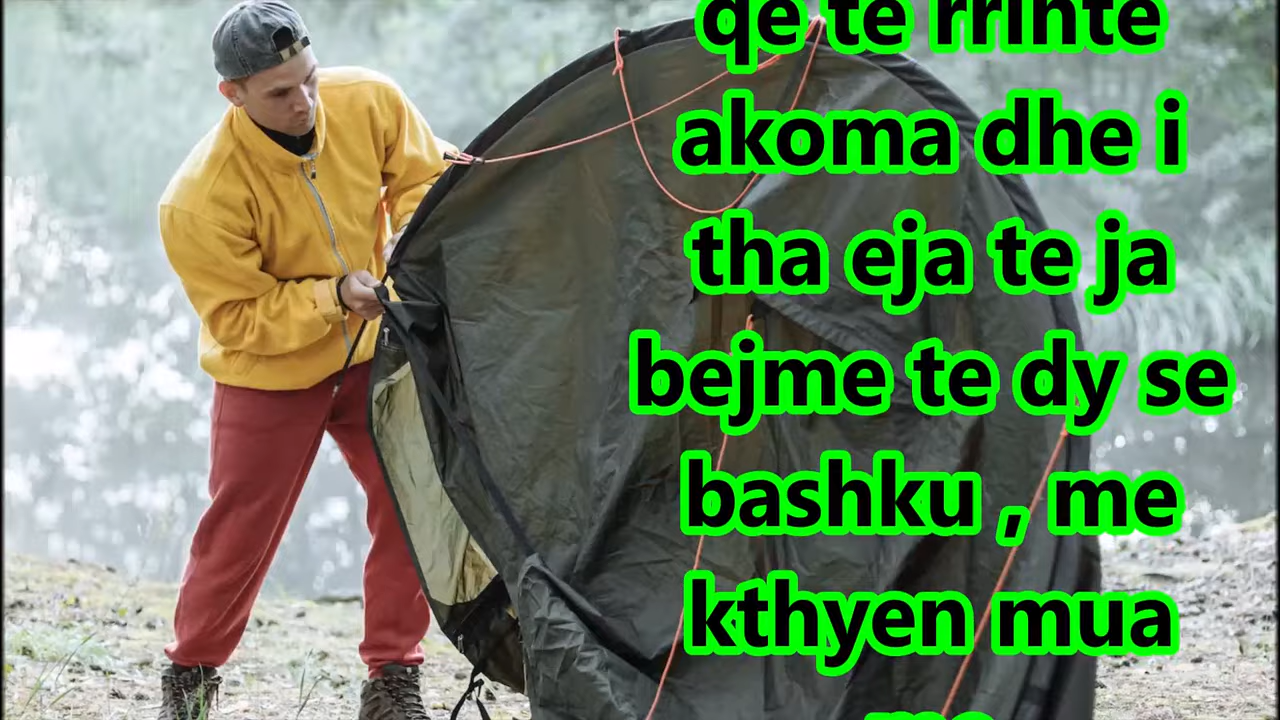 qe te rrinte
akoma dhe i
tha eja te ja
bejme te dy se
bashku , me
kthyen mua